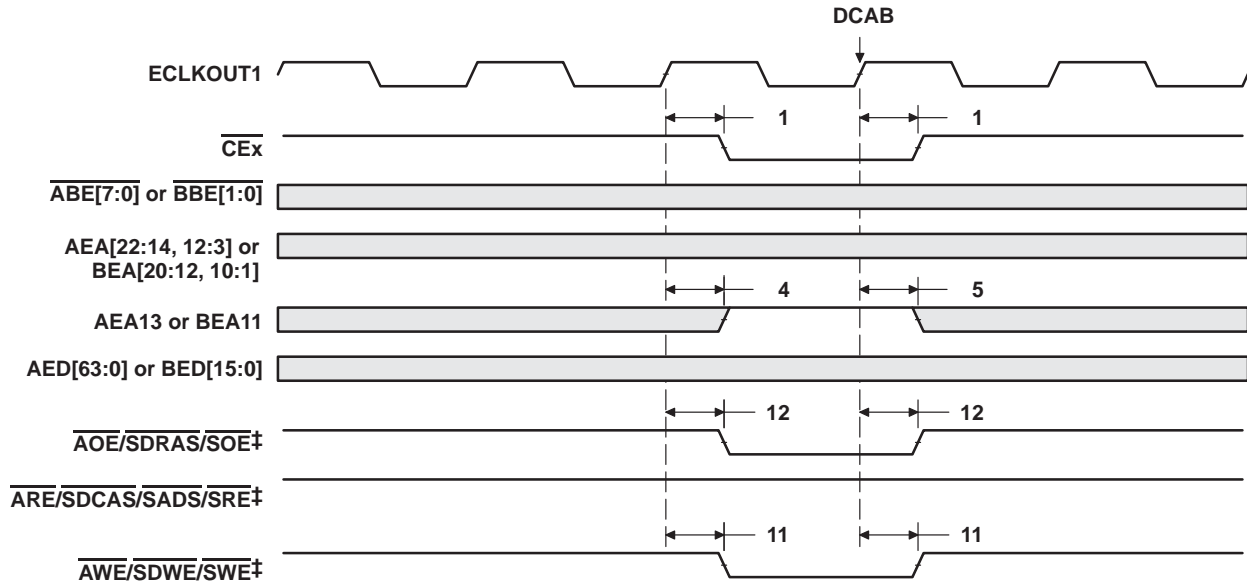 DCAB
ECLKOUT1
1 1
CEx
ABE[7:0] or BBE[1:0]
AEA[22:14, 12:3] or
BEA[20:12, 10:1]
4 5
AEA13 or BEA11
AED[63:0] or BED[15:0]
12 12
AOE/SDRAS/SOE‡
ARE/SDCAS/SADS/SRE‡
11 11
AWE/SDWE/SWE‡